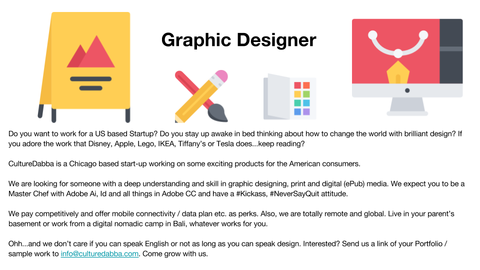 Graphic Designer
Do you want to work for a US based Startup? Do you stay up awake in bed thinking about how to change the world with brilliant design? If
you adore the work that Disney, Apple, Lego, IKEA, Tiffany's or Tesla does...keep reading?
CultureDabba is a Chicago based start-up working on some exciting products for the American consumers.
We are looking for someone with a deep understanding and skill in graphic designing, print and digital (ePub) media. We expect you to be a
Master Chef with Adobe Ai, Id and all things in Adobe CC and have a #Kickass, #NeverSayQuit attitude.
We pay competitively and offer mobile connectivity / data plan etc. as perks. Also, we are totally remote and global. Live in your parent's
basement or work from a digital nomadic camp in Bali, whatever works for you.
Ohh...and we don't care if you can speak English or not as long as you can speak design. Interested? Send us a link of your Portfolio /
sample work to info@culturedabba.com. Come grow with us.